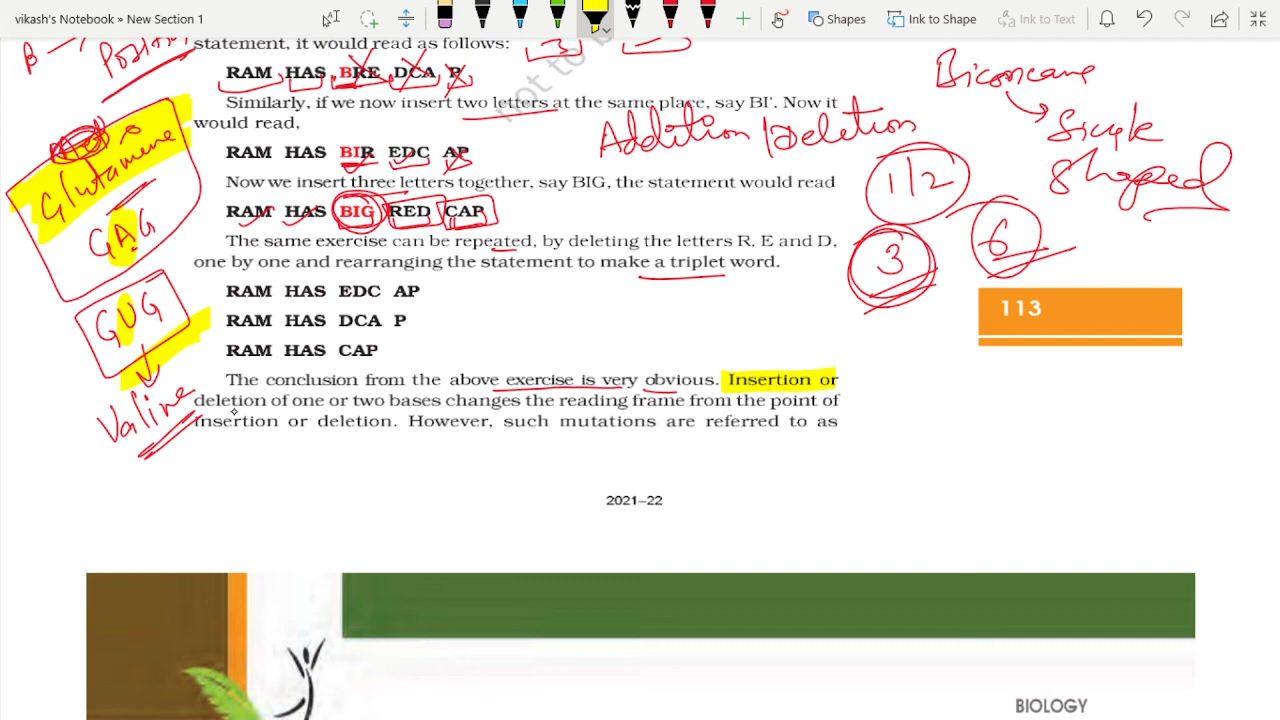 vikash's Notebook » New Section 1
Shapes
Ink to Shape
Ink to Text
β → Position
statement, it would read as follows:
RAM HAS BRE DCA P
Similarly, if we now insert two letters at the same place, say BI'. Now it
would read,
RAM HAS BIR EDC AP
Now we insert three letters together, say BIG, the statement would read
RAM HAS BIG RED CAP
The same exercise can be repeated, by deleting the letters R, E and D,
one by one and rearranging the statement to make a triplet word.
RAM HAS EDC AP
RAM HAS DCA P
RAM HAS CAP
The conclusion from the above exercise is very obvious. Insertion or
deletion of one or two bases changes the reading frame from the point of
insertion or deletion. However, such mutations are referred to as
not to b
Glutamine
GAG
GUG
Valine
Addition / Deletion
Biconcave
Sickle
Shaped
1/2
3
6
113
2021–22
BIOLOGY